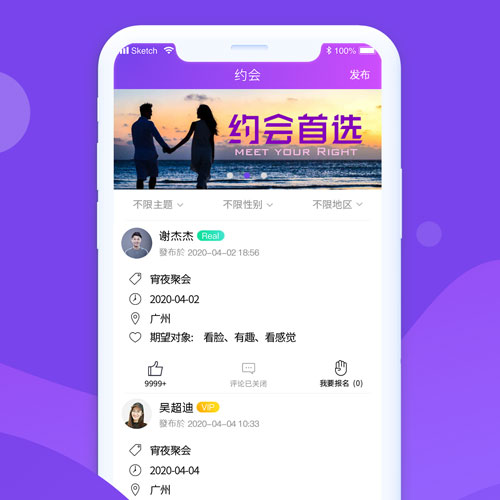 Sketch 100%
约会 发布
约会首选
MEET YOUR RIGHT
不限主题 不限性别 不限地区
谢杰杰 Real
發布於 2020-04-02 18:56
宵夜聚会
2020-04-02
广州
期望对象： 看脸、有趣、看感觉
9999+ 评论已关闭 我要报名 (0)
吴超迪 VIP
發布於 2020-04-04 10:33
宵夜聚会
2020-04-04
广州